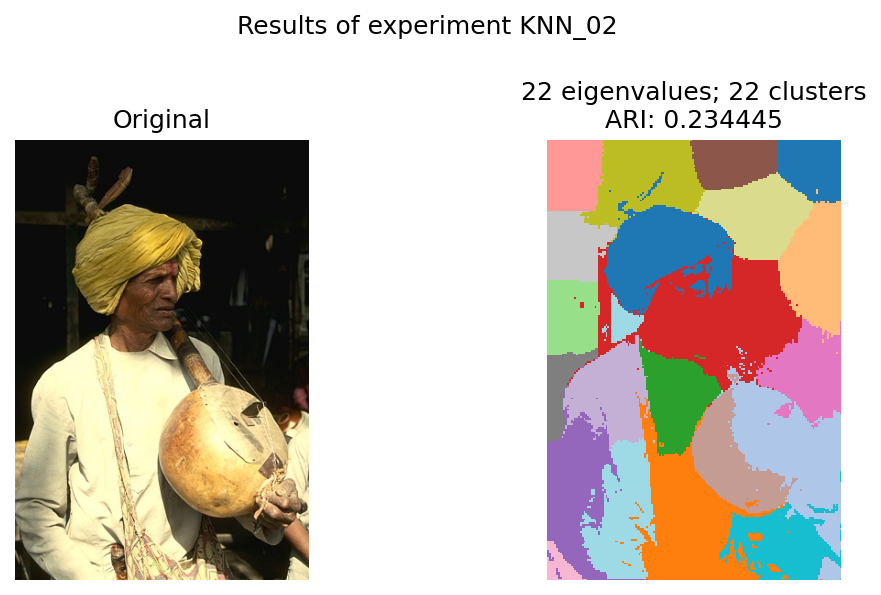 Results of experiment KNN_02
Original
22 eigenvalues; 22 clusters
ARI: 0.234445